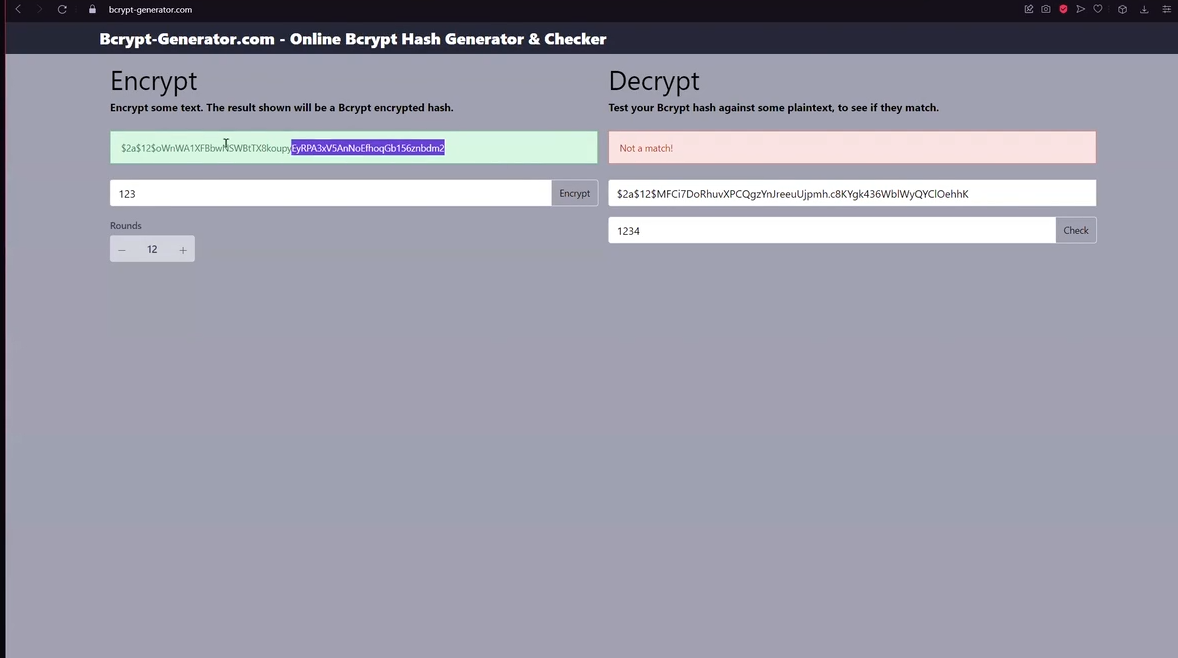 bcrypt-generator.com
Bcrypt-Generator.com - Online Bcrypt Hash Generator & Checker
Encrypt
Encrypt some text. The result shown will be a Bcrypt encrypted hash.
$2a$12$oWnWA1XFBbwNSWBtTX8koupyEyRPA3xV5AnNoEfhoqGb156znbdm2
123
Encrypt
Rounds
12
Decrypt
Test your Bcrypt hash against some plaintext, to see if they match.
Not a match!
$2a$12$MFCi7DoRhuvXPCQgzYnJreeuUjpmh.c8KYgk436WblWyQYClOehhK
1234
Check